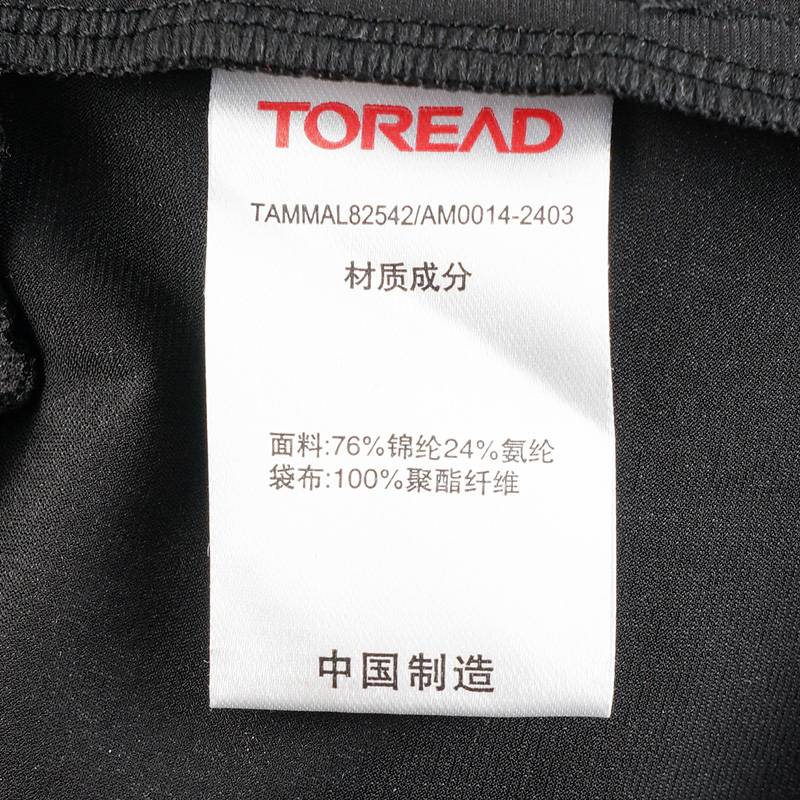 TOREAD
TAMMAL82542/AM0014-2403
材质成分
面料:76%锦纶24%氨纶
袋布:100%聚酯纤维
中国制造